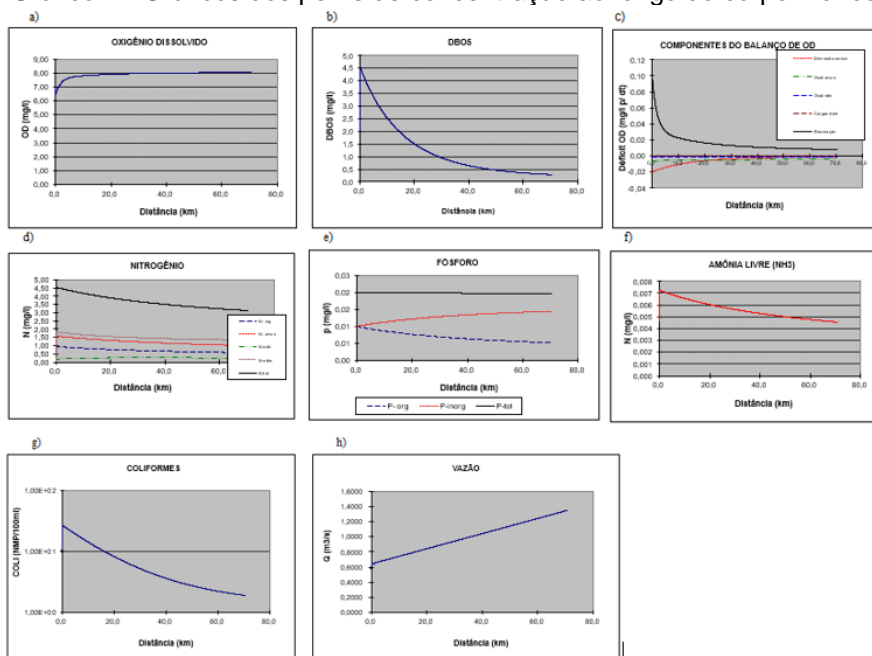 a)
b)
c)
OXIGÊNIO DISSOLVIDO
OD (mg/l)
9,00
8,00
7,00
6,00
5,00
4,00
3,00
2,00
1,00
0,00
0,0 20,0 40,0 60,0 80,0
Distância (km)
DBO5
DBO5 (mg/l)
5,0
4,5
4,0
3,5
3,0
2,5
2,0
1,5
1,0
0,5
0,0
0,0 20,0 40,0 60,0 80,0
Distância (km)
COMPONENTES DO BALANÇO DE OD
Déficit OD (mg/l p/ dt)
0,12
0,10
0,08
0,06
0,04
0,02
0,00
-0,02
-0,04
80,0
Distância (km)
d)
e)
f)
NITROGÊNIO
N (mg/l)
5,00
4,50
4,00
3,50
3,00
2,50
2,00
1,50
1,00
0,50
0,00
0,0 20,0 40,0 60,0
Distância (km)
FÓSFORO
p (mg/l)
0,03
0,03
0,02
0,02
0,01
0,01
0,00
0,0 20,0 40,0 60,0 80,0
Distância (km)
P- org P-inorg P-tot
AMÔNIA LIVRE (NH3)
N (mg/l)
0,008
0,007
0,006
0,005
0,004
0,003
0,002
0,001
0,000
0,0 20,0 40,0 60,0 80,0
Distância (km)
g)
h)
COLIFORMES
COLI (NMP/100ml)
1,00E+02
1,00E+01
1,00E+00
0,0 20,0 40,0 60,0 80,0
Distância (km)
VAZÃO
Q (m3/s)
1,6000
1,4000
1,2000
1,0000
0,8000
0,6000
0,4000
0,2000
0,0000
0,0 20,0 40,0 60,0 80,0
Distância (km)